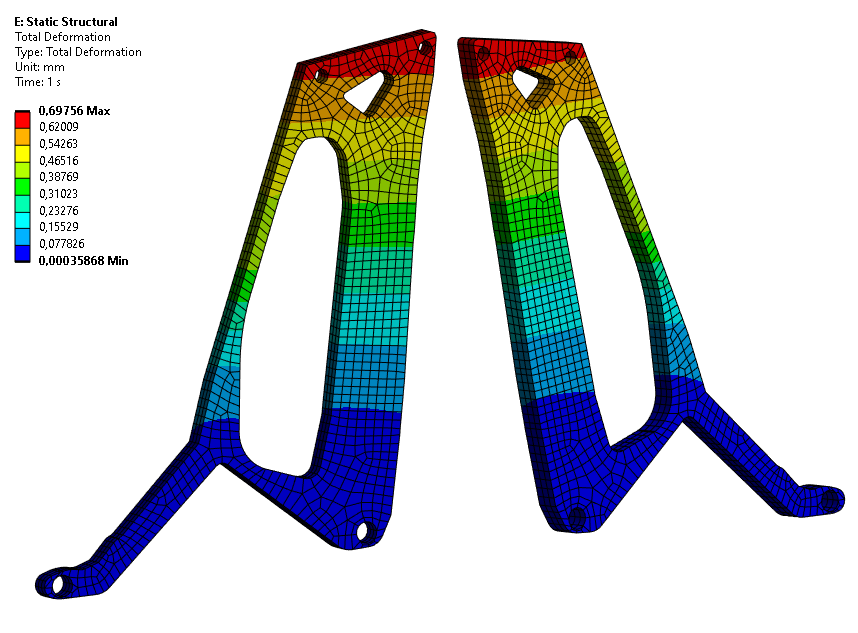 E: Static Structural
Total Deformation
Type: Total Deformation
Unit: mm
Time: 1 s
0,69756 Max
0,62009
0,54263
0,46516
0,38769
0,31023
0,23276
0,15529
0,077826
0,00035868 Min